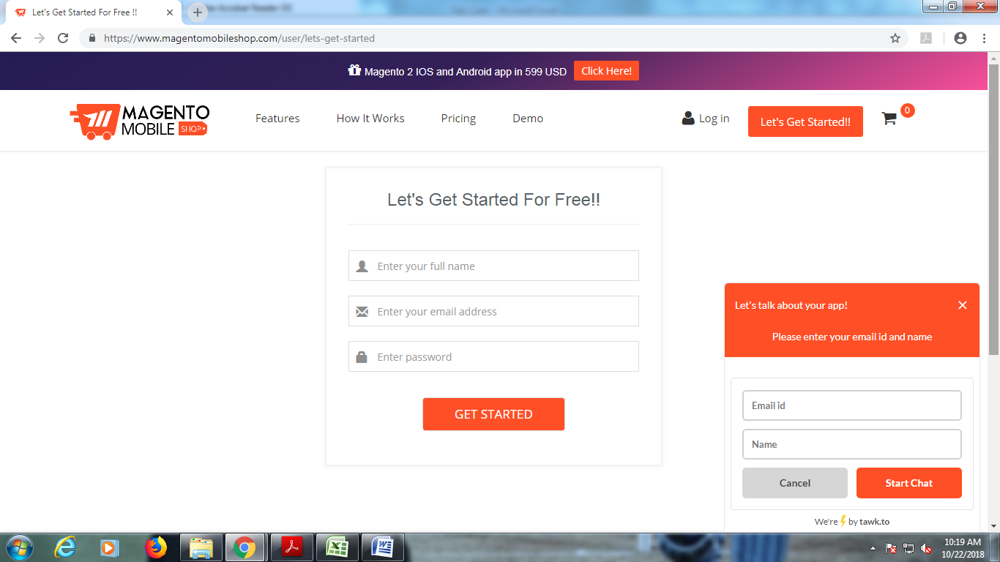 Let's Get Started For Free !!
https://www.magentomobileshop.com/user/lets-get-started
Magento 2 IOS and Android app in 599 USD Click Here!
MAGENTO
MOBILE SHOP
Features How It Works Pricing Demo Log in Let's Get Started!! 0
Let's Get Started For Free!!
Enter your full name
Enter your email address
Enter password
GET STARTED
Let's talk about your app!
Please enter your email id and name
Email id
Name
Cancel Start Chat
We're by tawk.to
10:19 AM
10/22/2018